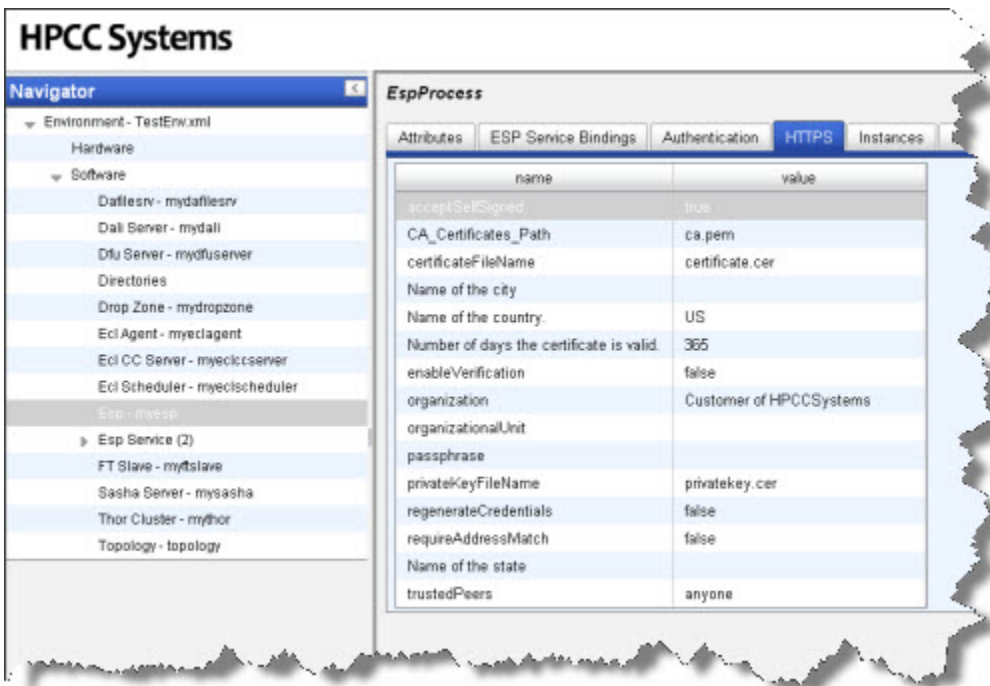 HPCC Systems
Navigator
Environment - TestEnv.xml
Hardware
Software
Dafilesrv - mydafilesrv
Dali Server - mydali
Dfu Server - mydfuserver
Directories
Drop Zone - mydropzone
Ecl Agent - myeclagent
Ecl CC Server - myeclccserver
Ecl Scheduler - myeclscheduler
Esp - myesp
Esp Service (2)
FT Slave - myftslave
Sasha Server - mysasha
Thor Cluster - mythor
Topology - topology
EspProcess
Attributes ESP Service Bindings Authentication HTTPS Instances
name value
acceptSelfSigned true
CA_Certificates_Path ca.pem
certificateFileName certificate.cer
Name of the city
Name of the country. US
Number of days the certificate is valid. 365
enableVerification false
organization Customer of HPCCSystems
organizationalUnit
passphrase
privateKeyFileName privatekey.cer
regenerateCredentials false
requireAddressMatch false
Name of the state
trustedPeers anyone